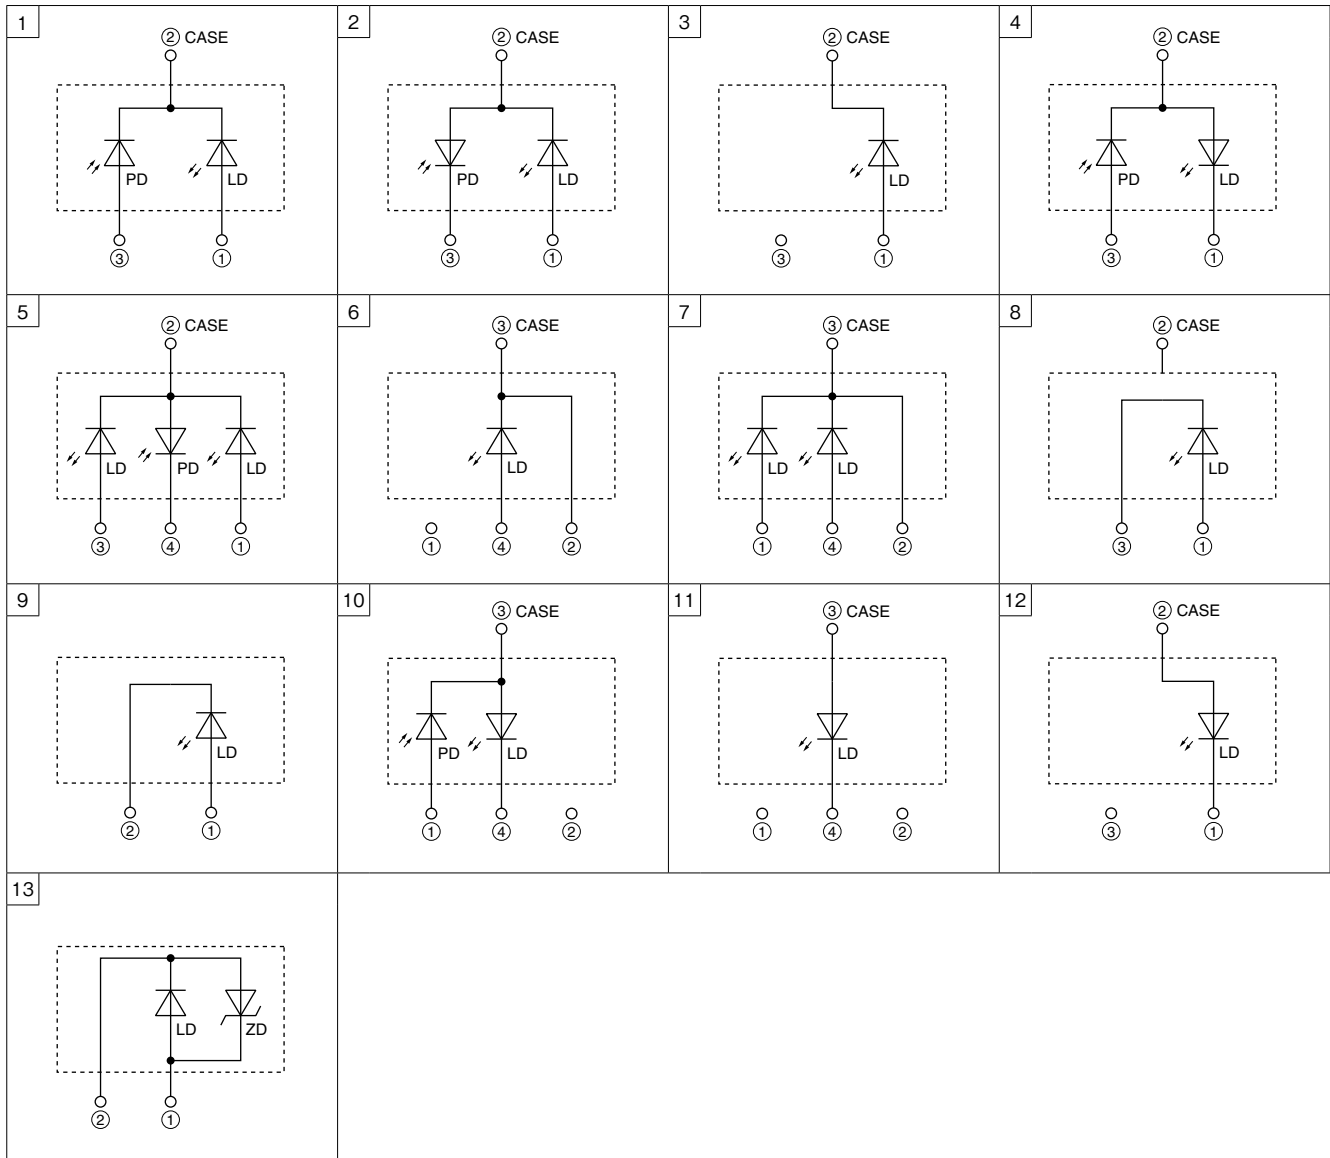 1
② CASE
PD
LD
③
①
2
② CASE
PD
LD
③
①
3
② CASE
LD
③
①
4
② CASE
PD
LD
③
①
5
② CASE
LD
PD
LD
③
④
①
6
③ CASE
LD
①
④
②
7
③ CASE
LD
LD
①
④
②
8
② CASE
LD
③
①
9
LD
②
①
10
③ CASE
PD
LD
①
④
②
11
③ CASE
LD
①
④
②
12
② CASE
LD
③
①
13
LD
ZD
②
①